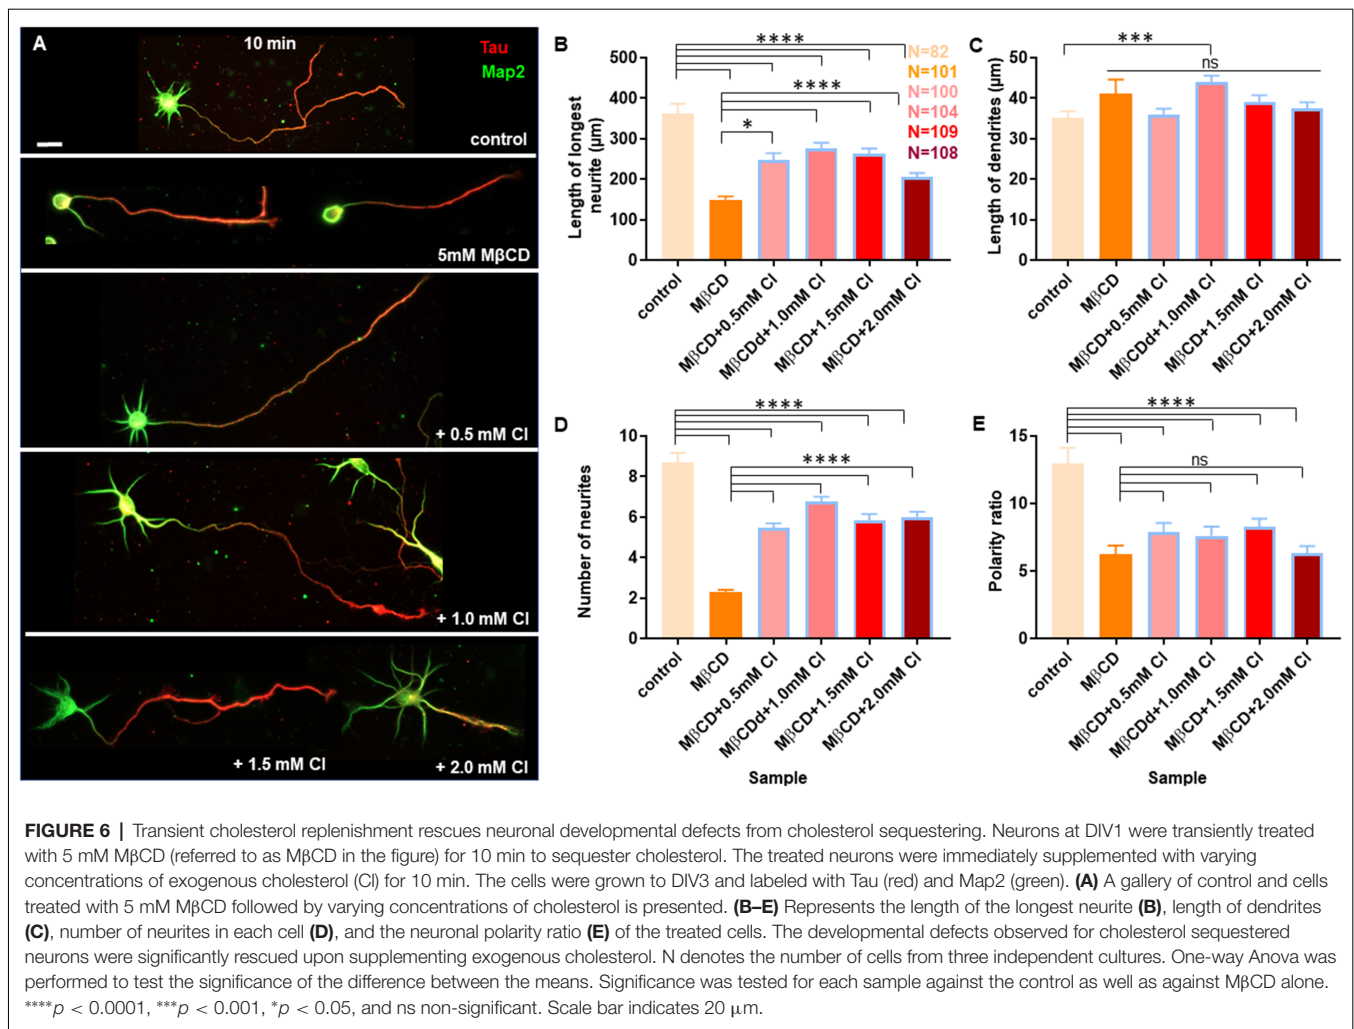 A
10 min
Tau
Map2
control
5mM MβCD
+ 0.5 mM Cl
+ 1.0 mM Cl
+ 1.5 mM Cl
+ 2.0 mM Cl
B
****
****
*
N=82
N=101
N=100
N=104
N=109
N=108
Length of longest
neurite (μm)
500
400
300
200
100
0
control
MβCD
MβCD+0.5mM Cl
MβCDd+1.0mM Cl
MβCD+1.5mM Cl
MβCD+2.0mM Cl
C
***
ns
Length of dendrites (μm)
50
40
30
20
10
0
control
MβCD
MβCD+0.5mM Cl
MβCDd+1.0mM Cl
MβCD+1.5mM Cl
MβCD+2.0mM Cl
D
****
****
Number of neurites
10
8
6
4
2
0
control
MβCD
MβCD+0.5mM Cl
MβCDd+1.0mM Cl
MβCD+1.5mM Cl
MβCD+2.0mM Cl
Sample
E
****
ns
Polarity ratio
15
10
5
0
control
MβCD
MβCD+0.5mM Cl
MβCDd+1.0mM Cl
MβCD+1.5mM Cl
MβCD+2.0mM Cl
Sample
FIGURE 6 | Transient cholesterol replenishment rescues neuronal developmental defects from cholesterol sequestering. Neurons at DIV1 were transiently treated
with 5 mM MβCD (referred to as MβCD in the figure) for 10 min to sequester cholesterol. The treated neurons were immediately supplemented with varying
concentrations of exogenous cholesterol (Cl) for 10 min. The cells were grown to DIV3 and labeled with Tau (red) and Map2 (green). (A) A gallery of control and cells
treated with 5 mM MβCD followed by varying concentrations of cholesterol is presented. (B–E) Represents the length of the longest neurite (B), length of dendrites
(C), number of neurites in each cell (D), and the neuronal polarity ratio (E) of the treated cells. The developmental defects observed for cholesterol sequestered
neurons were significantly rescued upon supplementing exogenous cholesterol. N denotes the number of cells from three independent cultures. One-way Anova was
performed to test the significance of the difference between the means. Significance was tested for each sample against the control as well as against MβCD alone.
****p < 0.0001, ***p < 0.001, *p < 0.05, and ns non-significant. Scale bar indicates 20 μm.